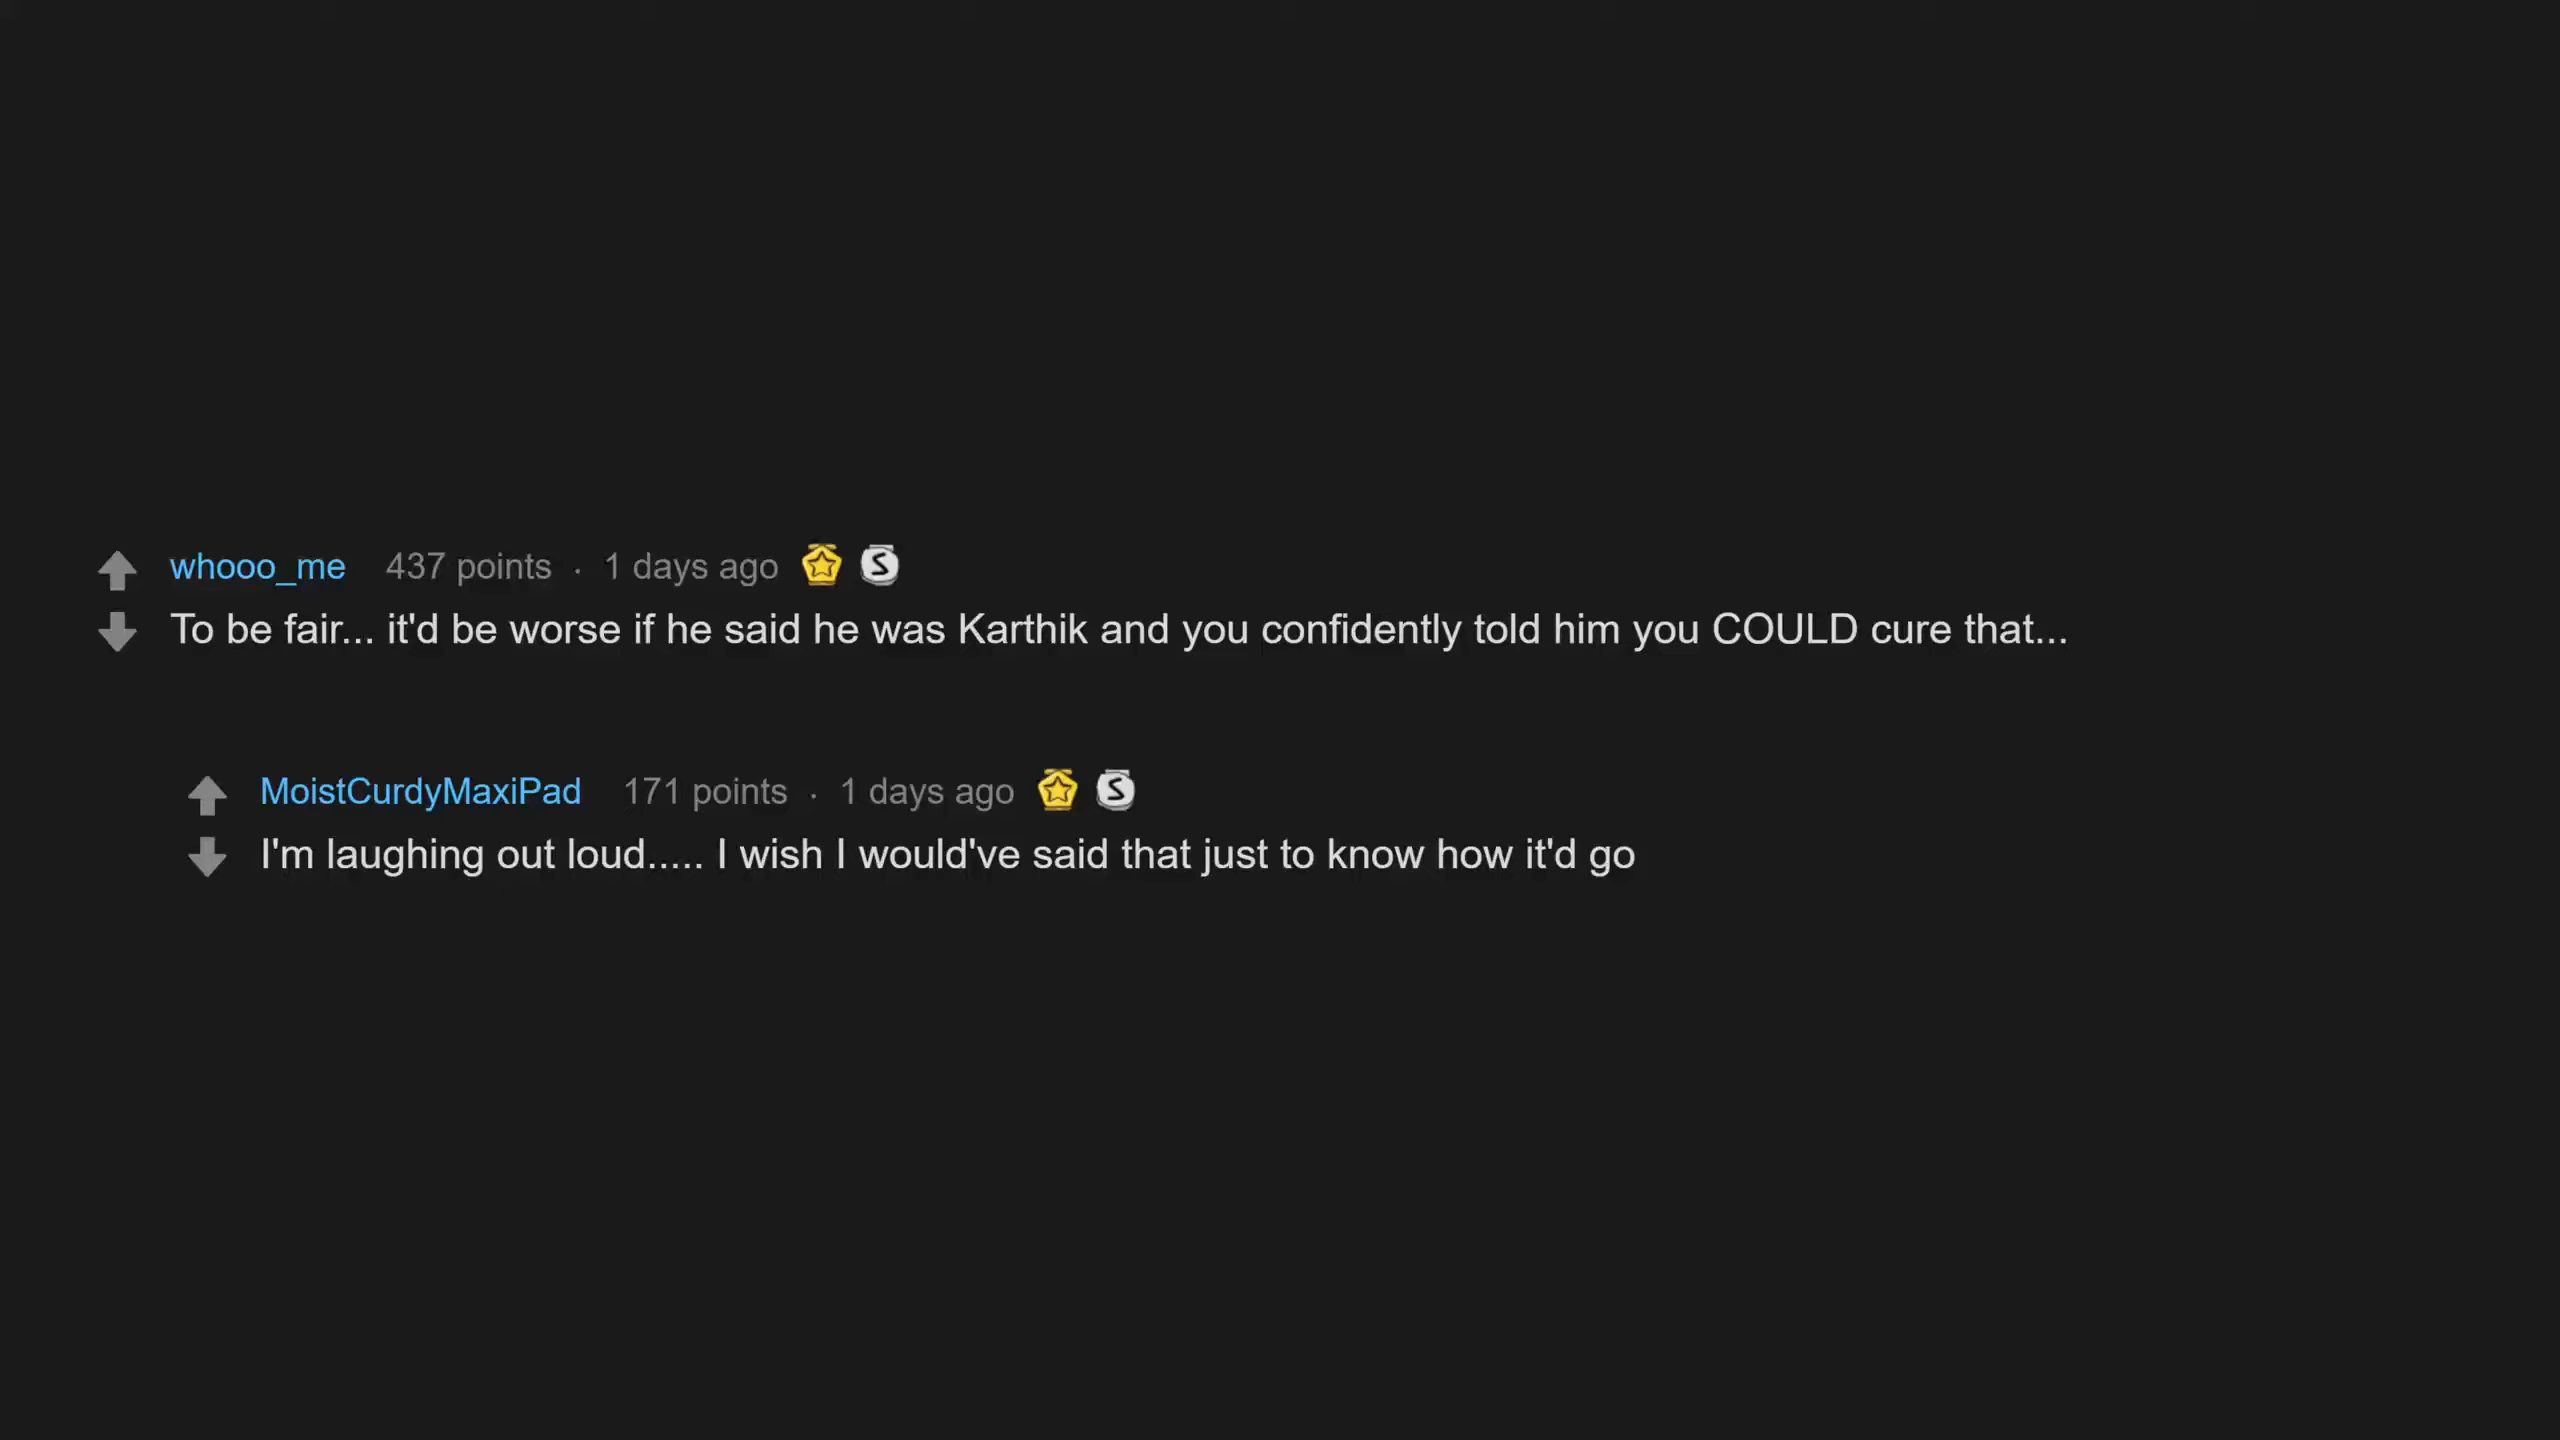 whooo_me 437 points · 1 days ago
To be fair... it'd be worse if he said he was Karthik and you confidently told him you COULD cure that...
MoistCurdyMaxiPad 171 points · 1 days ago
I'm laughing out loud..... I wish I would've said that just to know how it'd go